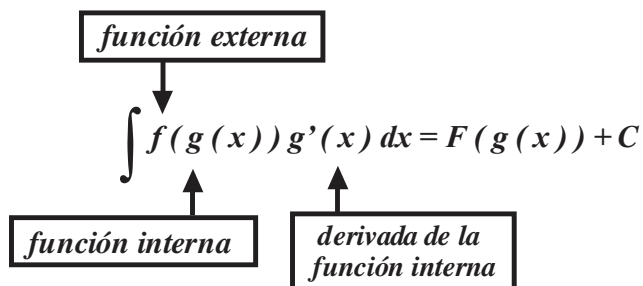 función externa
∫ f ( g ( x ) ) g’ ( x ) dx = F ( g ( x ) ) + C
función interna
derivada de la
función interna